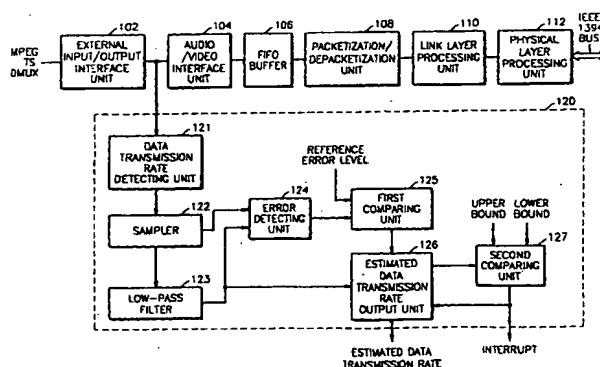 102
104
106
108
110
112
IEEE
1394
BUS
MPEG
TS
DMUX
EXTERNAL
INPUT/OUTPUT
INTERFACE
UNIT
AUDIO
/VIDEO
INTERFACE
UNIT
FIFO
BUFFER
PACKETIZATION/
DEPACKETIZATION
UNIT
LINK LAYER
PROCESSING
UNIT
PHYSICAL
LAYER
PROCESSING
UNIT
120
121
DATA
TRANSMISSION
RATE
DETECTING UNIT
REFERENCE
ERROR LEVEL
122
SAMPLER
124
ERROR
DETECTING
UNIT
125
FIRST
COMPARING
UNIT
UPPER
BOUND
LOWER
BOUND
123
LOW-PASS
FILTER
126
ESTIMATED
DATA
TRANSMISSION
RATE
OUTPUT UNIT
127
SECOND
COMPARING
UNIT
ESTIMATED DATA
TRANSMISSION RATE
INTERRUPT